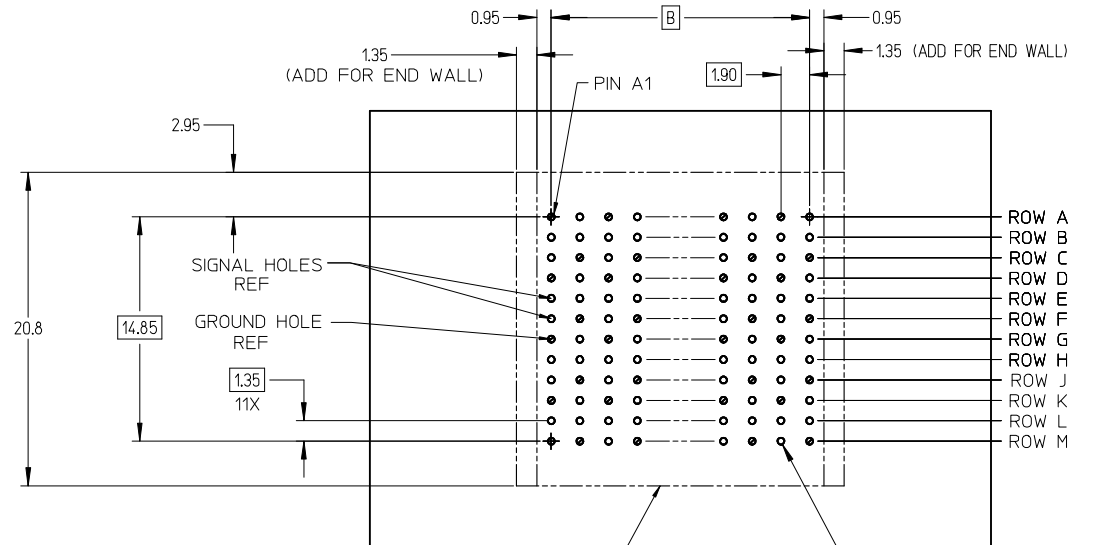 0.95
B
0.95
1.35
(ADD FOR END WALL)
1.35 (ADD FOR END WALL)
1.90
PIN A1
2.95
ROW A
ROW B
ROW C
SIGNAL HOLES
REF
ROW D
ROW E
20.8
14.85
GROUND HOLE
REF
ROW F
ROW G
ROW H
1.35
11X
ROW J
ROW K
ROW L
ROW M